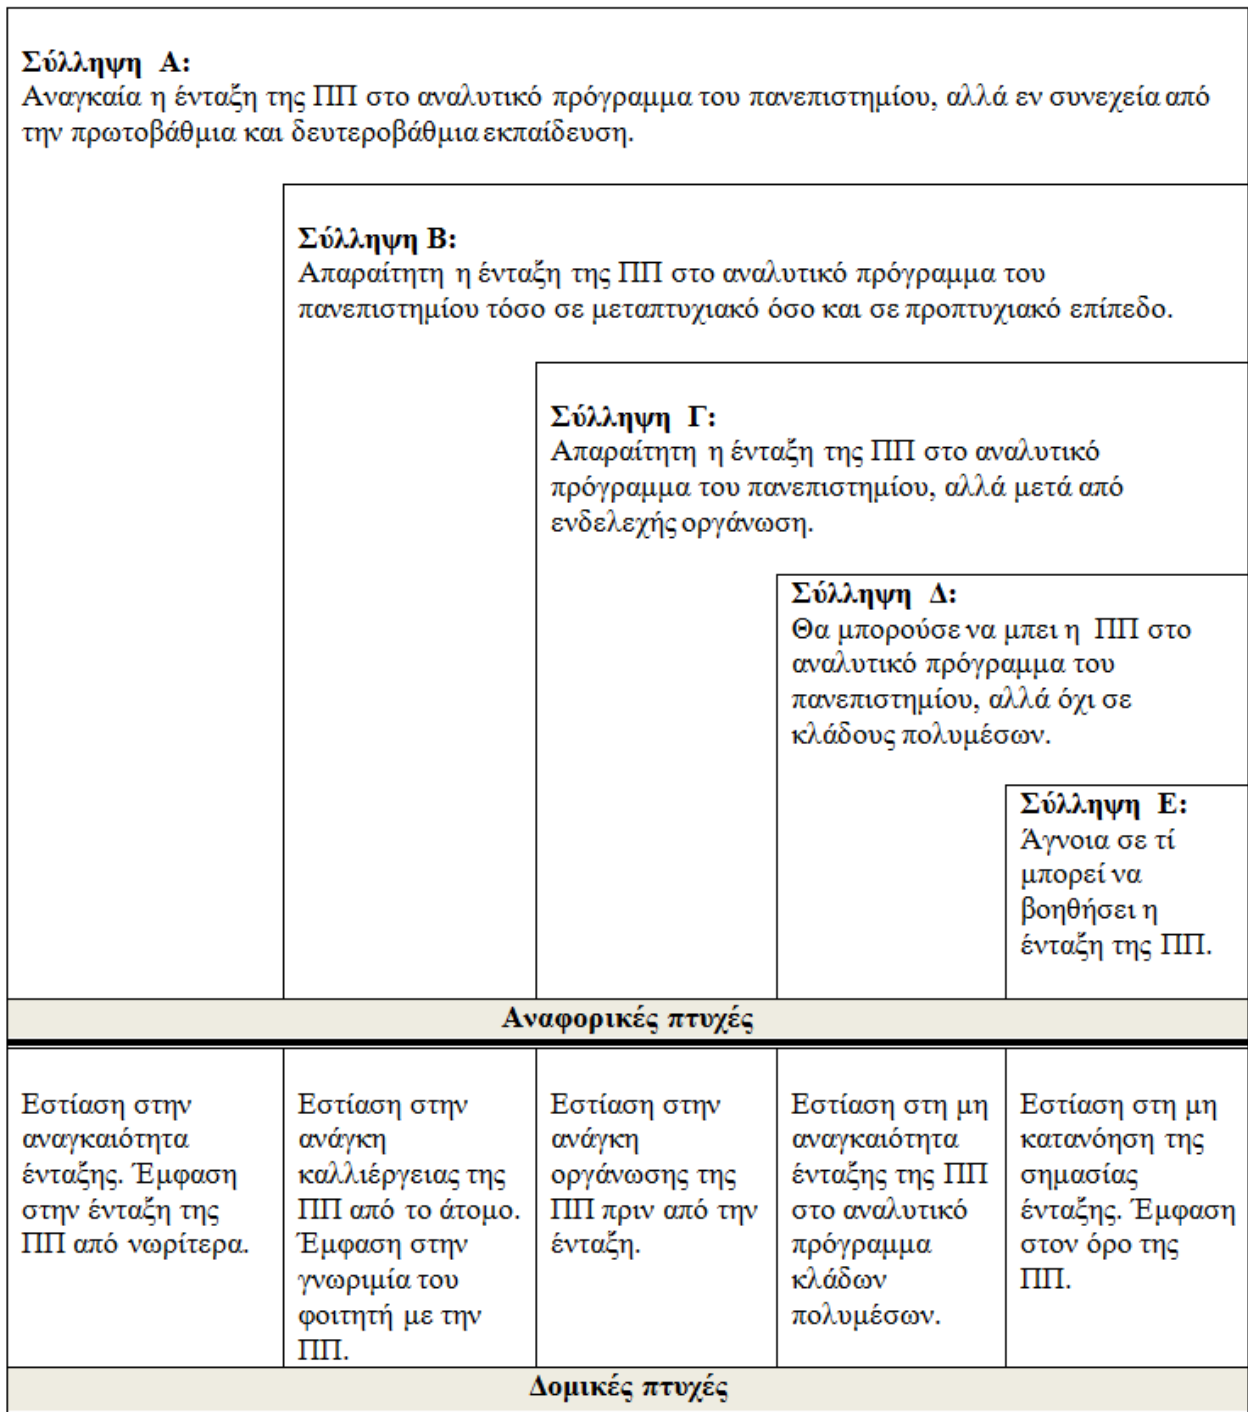 Σύλληψη Α:
Αναγκαία η ένταξη της ΠΠ στο αναλυτικό πρόγραμμα του πανεπιστημίου, αλλά εν συνεχεία από
την πρωτοβάθμια και δευτεροβάθμια εκπαίδευση.
Σύλληψη Β:
Απαραίτητη η ένταξη της ΠΠ στο αναλυτικό πρόγραμμα του
πανεπιστημίου τόσο σε μεταπτυχιακό όσο και σε προπτυχιακό επίπεδο.
Σύλληψη Γ:
Απαραίτητη η ένταξη της ΠΠ στο αναλυτικό
πρόγραμμα του πανεπιστημίου, αλλά μετά από
ενδελεχής οργάνωση.
Σύλληψη Δ:
Θα μπορούσε να μπει η ΠΠ στο
αναλυτικό πρόγραμμα του
πανεπιστημίου, αλλά όχι σε
κλάδους πολυμέσων.
Σύλληψη Ε:
Άγνοια σε τί
μπορεί να
βοηθήσει η
ένταξη της ΠΠ.
Αναφορικές πτυχές
Εστίαση στην
αναγκαιότητα
ένταξης. Έμφαση
στην ένταξη της
ΠΠ από νωρίτερα.
Εστίαση στην
ανάγκη
καλλιέργειας της
ΠΠ από το άτομο.
Έμφαση στην
γνωριμία του
φοιτητή με την
ΠΠ.
Εστίαση στην
ανάγκη
οργάνωσης της
ΠΠ πριν από την
ένταξη.
Εστίαση στη μη
αναγκαιότητα
ένταξης της ΠΠ
στο αναλυτικό
πρόγραμμα
κλάδων
πολυμέσων.
Εστίαση στη μη
κατανόηση της
σημασίας
ένταξης. Έμφαση
στον όρο της
ΠΠ.
Δομικές πτυχές